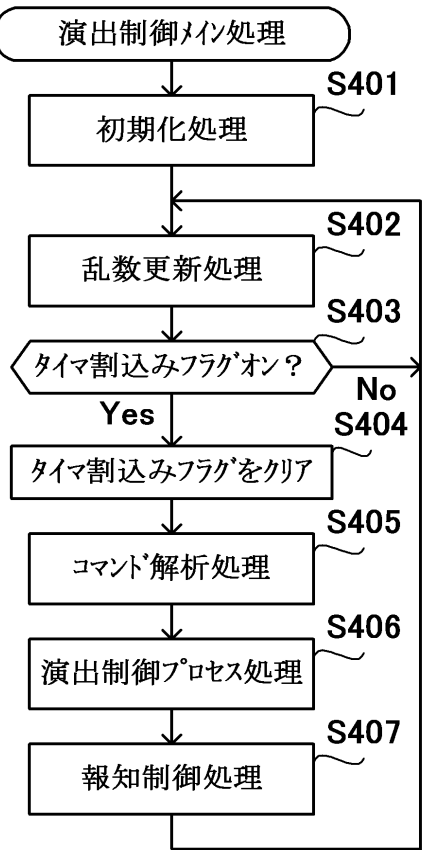 演出制御ﾒｲﾝ処理
S401
初期化処理
S402
乱数更新処理
S403
ﾀｲﾏ割込みﾌﾗｸﾞｵﾝ？
No
Yes
S404
ﾀｲﾏ割込みﾌﾗｸﾞをｸﾘｱ
S405
ｺﾏﾝﾄﾞ解析処理
S406
演出制御ﾌﾟﾛｾｽ処理
S407
報知制御処理